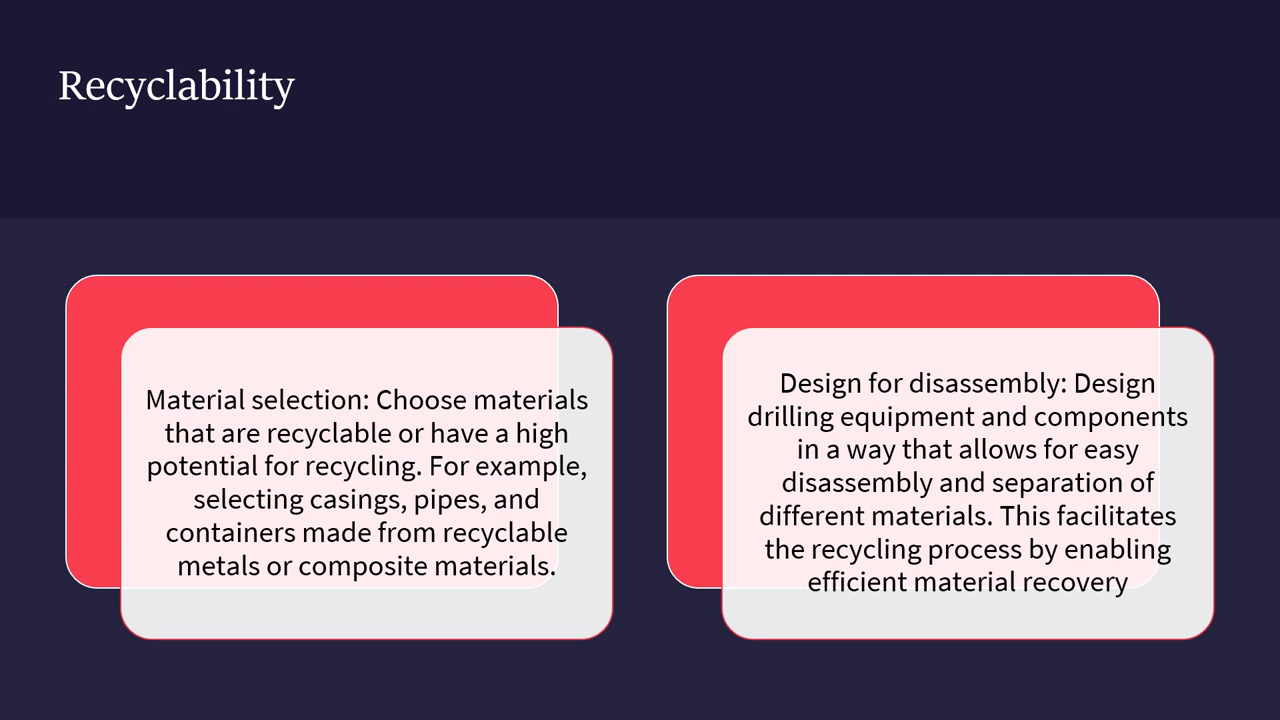 Recyclability
Material selection: Choose materials
that are recyclable or have a high
potential for recycling. For example,
selecting casings, pipes, and
containers made from recyclable
metals or composite materials.
Design for disassembly: Design
drilling equipment and components
in a way that allows for easy
disassembly and separation of
different materials. This facilitates
the recycling process by enabling
efficient material recovery